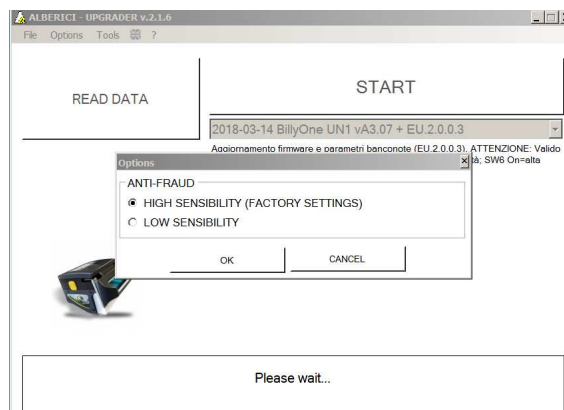 ALBERICI - UPGRADER v.2.1.6
File Options Tools ?
READ DATA
START
2018-03-14 BillyOne UN1 vA3.07 + EU.2.0.0.3
Aggiornamento firmware e parametri banconote (EU.2.0.0.3). ATTENZIONE: Valido
SW6 On=alta
Options
ANTI-FRAUD
HIGH SENSIBILITY (FACTORY SETTINGS)
LOW SENSIBILITY
OK CANCEL
Please wait...